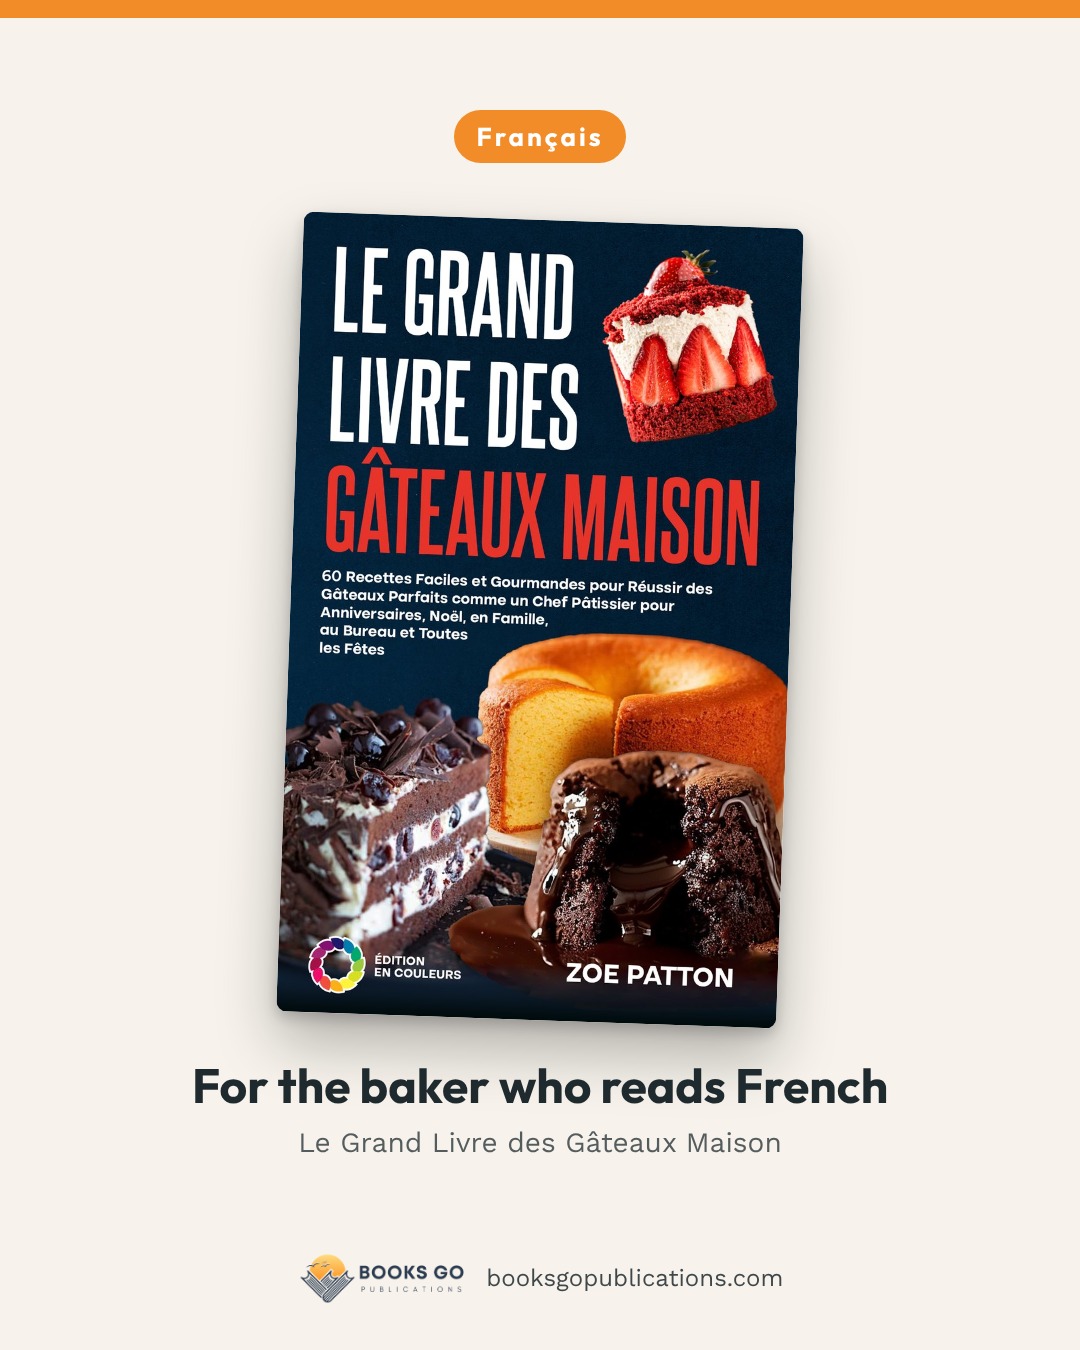 Français
LE GRAND
LIVRE DES
GÂTEAUX MAISON
60 Recettes Faciles et Gourmandes pour Réussir des
Gâteaux Parfaits comme un Chef Pâtissier pour
Anniversaires, Noël, en Famille,
au Bureau et Toutes
les Fêtes
ÉDITION
EN COULEURS
ZOE PATTON
For the baker who reads French
Le Grand Livre des Gâteaux Maison
BOOKS GO
PUBLICATIONS
booksgopublications.com